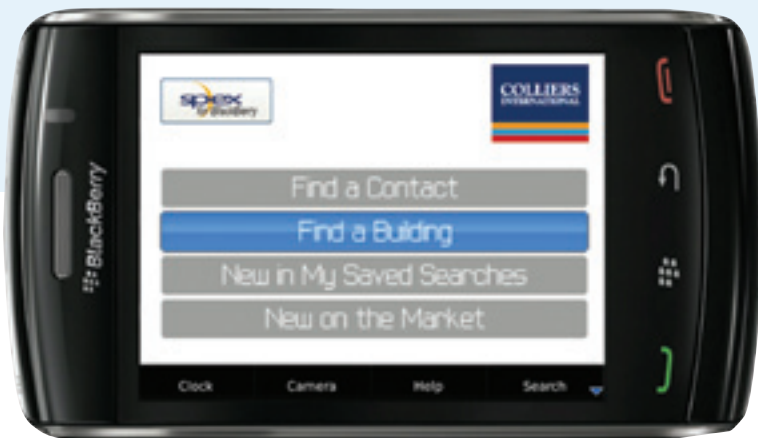 spex
for BlackBerry
COLLIERS
INTERNATIONAL
Find a Contact
Find a Building
New in My Saved Searches
New on the Market
Clock Camera Help Search
BlackBerry